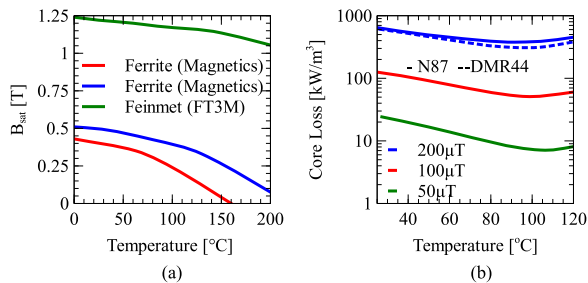 1.25
1
0.75
0.5
0.25
0
B_sat [T]
Ferrite (Magnetics)
Ferrite (Magnetics)
Feinmet (FT3M)
0 50 100 150 200
Temperature [°C]
(a)
1000
100
10
1
Core Loss [kW/m³]
- N87 --DMR44
200µT
100µT
50µT
40 60 80 100 120
Temperature [°C]
(b)